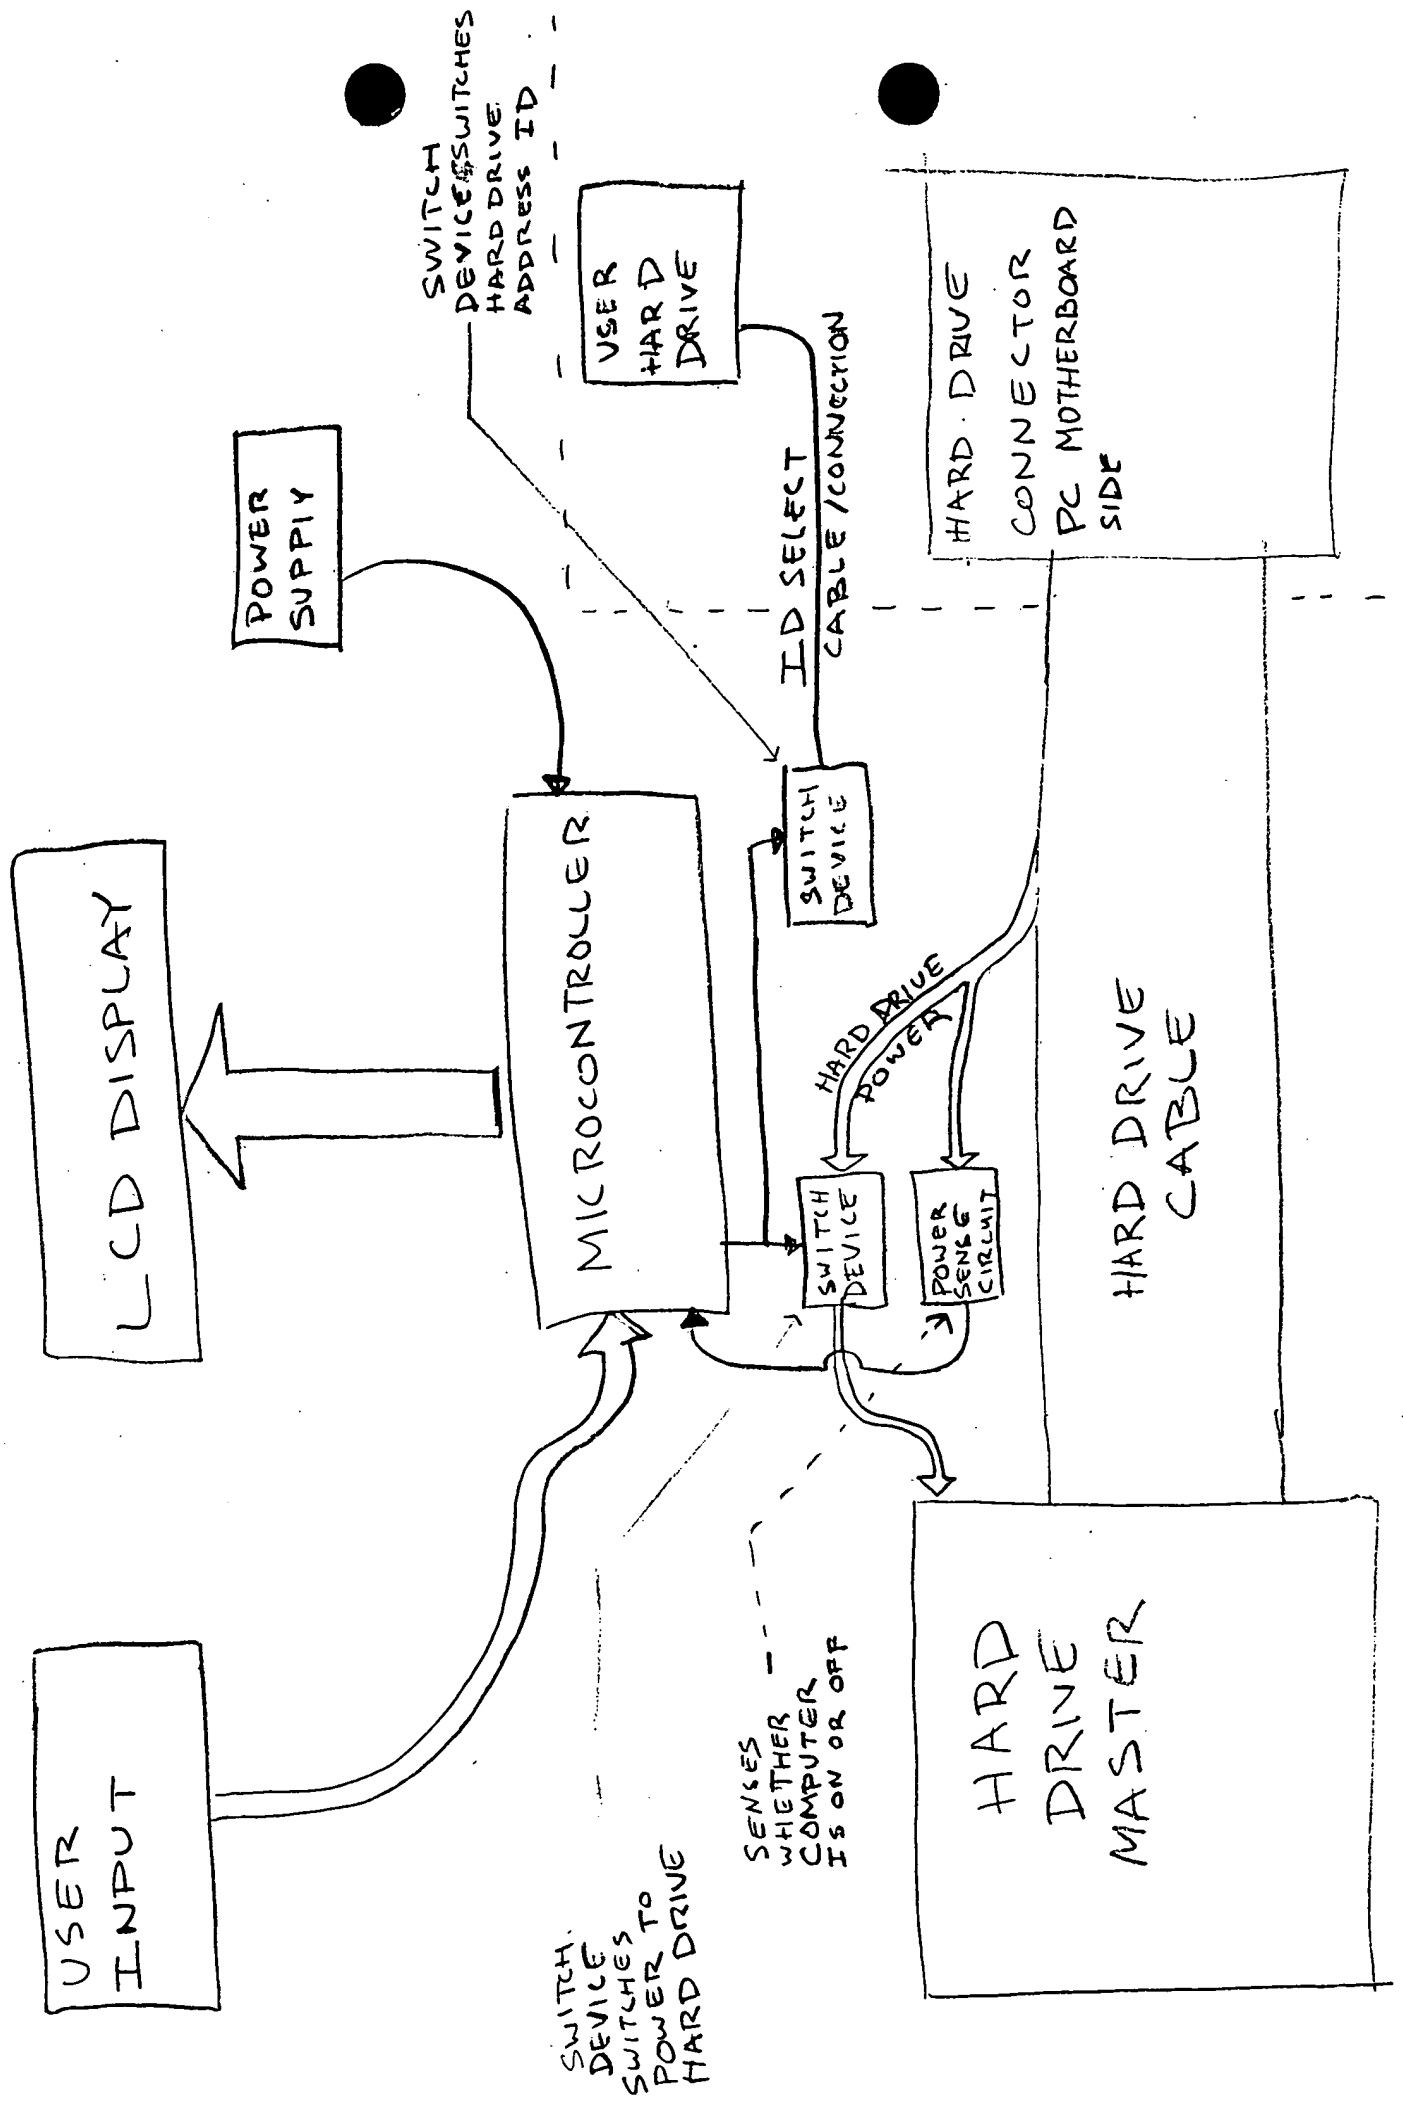 USER
INPUT
LCD DISPLAY
POWER
SUPPLY
SWITCH
DEVICE SWITCHES
HARD DRIVE
ADDRESS ID
MICROCONTROLLER
USER
HARD
DRIVE
SWITCH
DEVICE
SWITCHES
POWER TO
HARD DRIVE
SENSES
WHETHER
COMPUTER
IS ON OR OFF
SWITCH
DEVICE
POWER
SENSE
CIRCUIT
HARD DRIVE
POWER
SWITCH
DEVICE
ID SELECT
CABLE/CONNECTION
HARD
DRIVE
MASTER
HARD DRIVE
CABLE
HARD DRIVE
CONNECTOR
PC MOTHERBOARD
SIDE